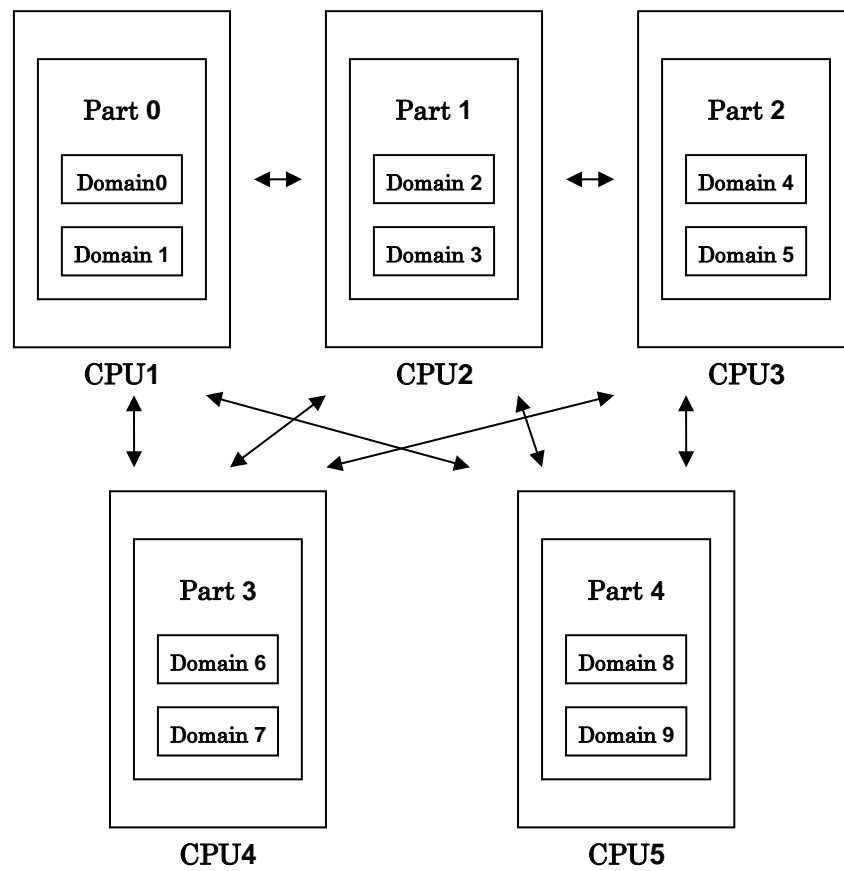 Part 0
Domain0
Domain 1
CPU1
Part 1
Domain 2
Domain 3
CPU2
Part 2
Domain 4
Domain 5
CPU3
Part 3
Domain 6
Domain 7
CPU4
Part 4
Domain 8
Domain 9
CPU5